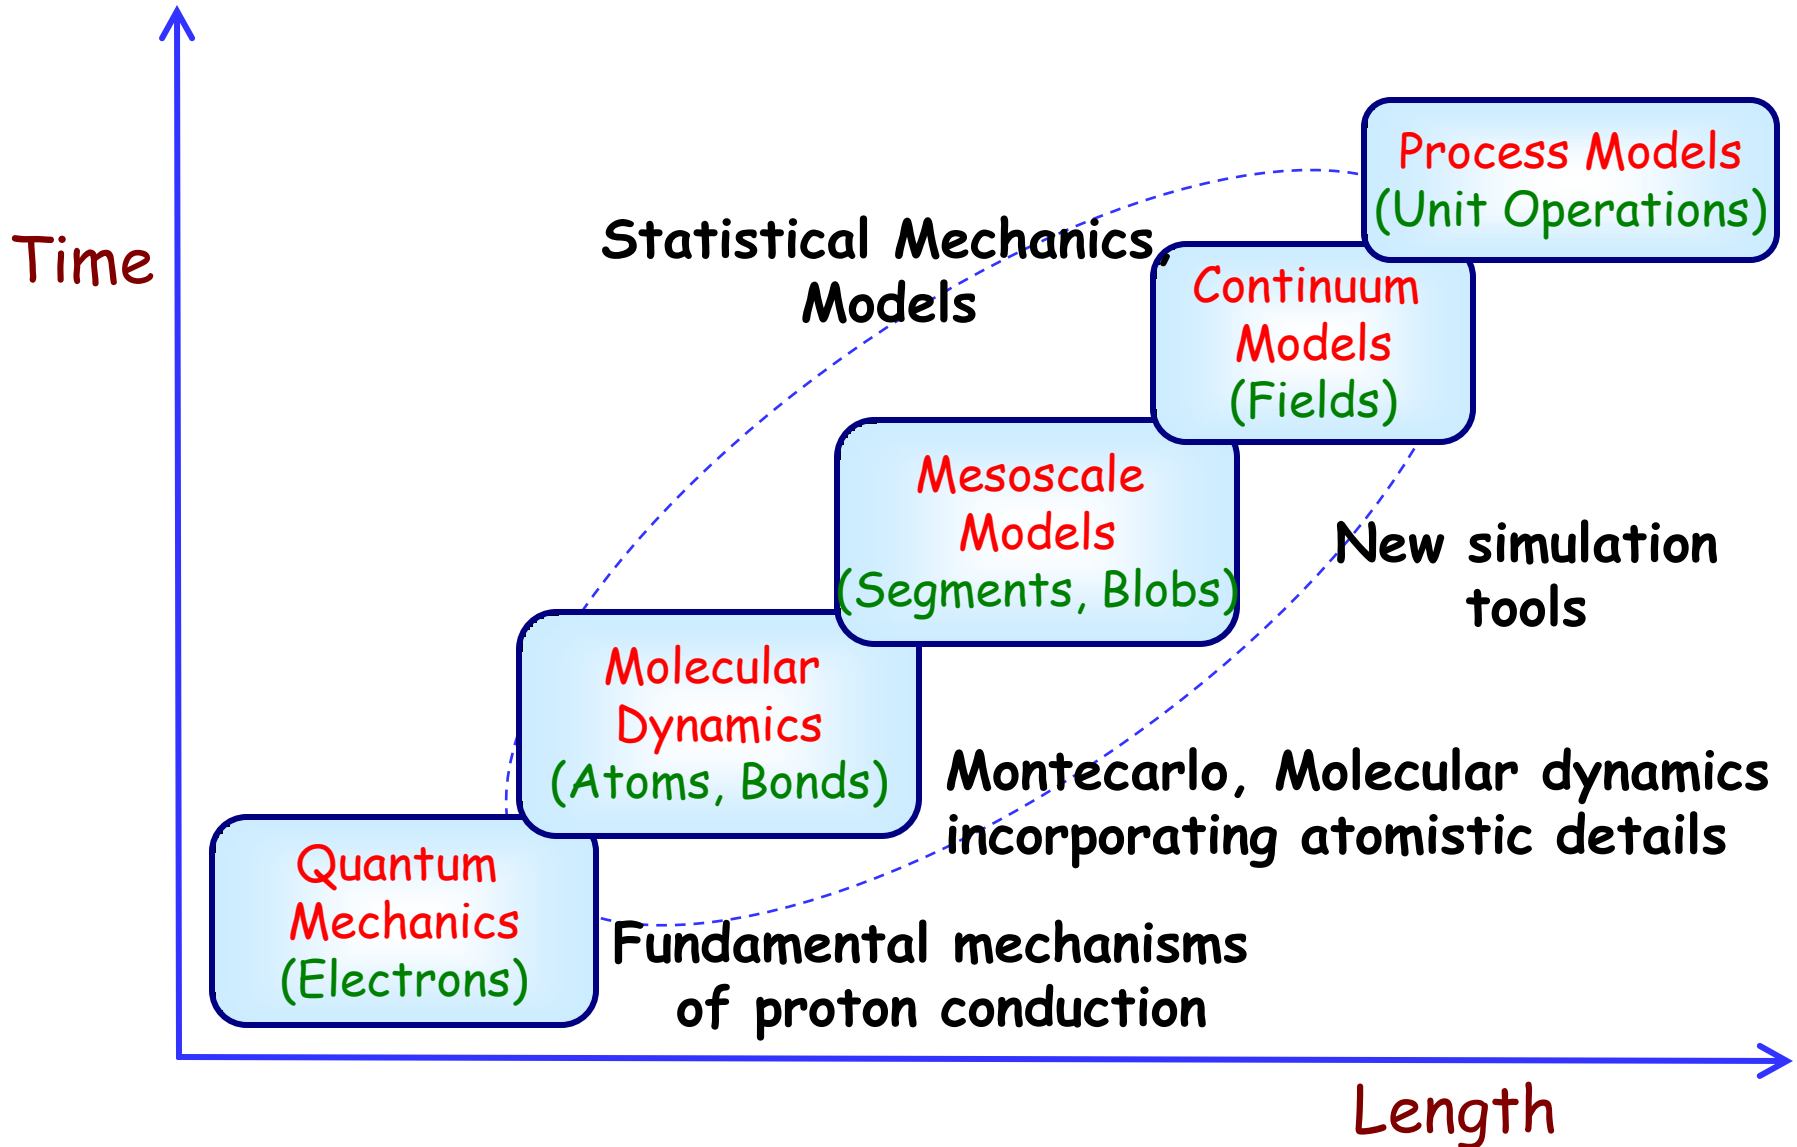 Time
Process Models
(Unit Operations)
Statistical Mechanics,
Models
Continuum
Models
(Fields)
Mesoscale
Models
(Segments, Blobs)
New simulation
tools
Molecular
Dynamics
(Atoms, Bonds)
Montecarlo, Molecular dynamics
incorporating atomistic details
Quantum
Mechanics
(Electrons)
Fundamental mechanisms
of proton conduction
Length